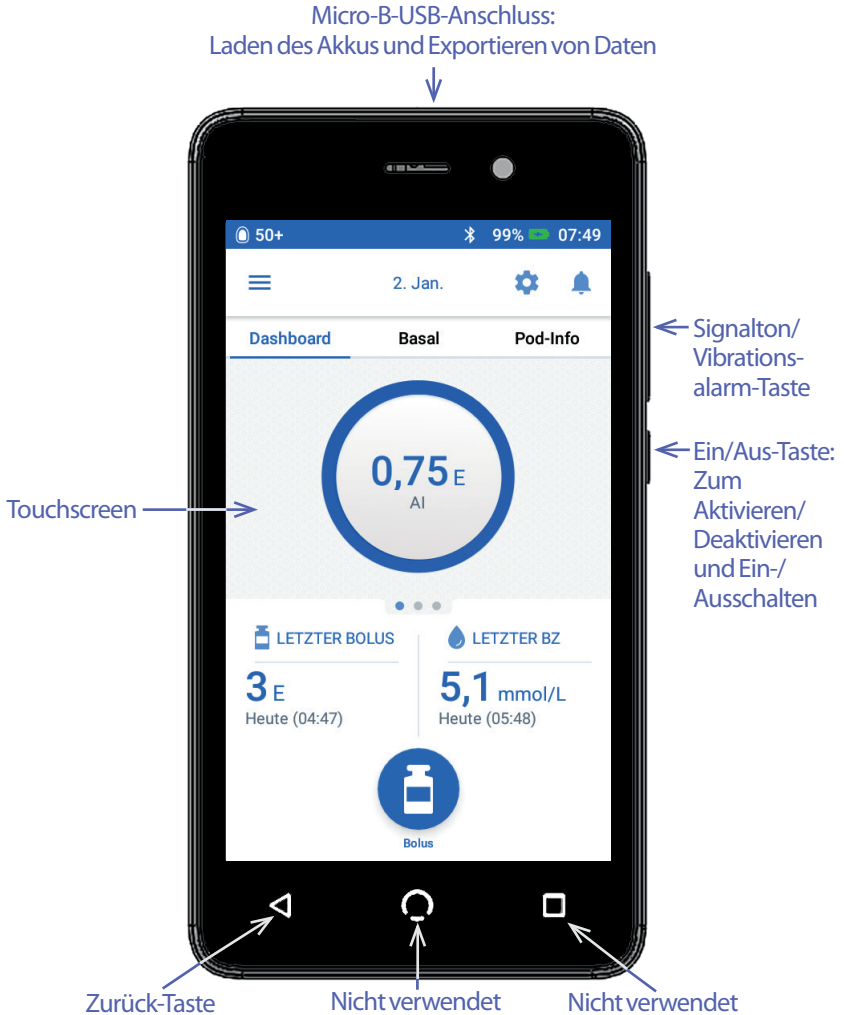 Micro-B-USB-Anschluss:
Laden des Akkus und Exportieren von Daten
50+ 99% 07:49
2. Jan.
Dashboard Basal Pod-Info
0,75 E
AI
Touchscreen
Signalton/
Vibrations-
alarm-Taste
Ein/Aus-Taste:
Zum
Aktivieren/
Deaktivieren
und Ein-/
Ausschalten
LETZTER BOLUS
3 E
Heute (04:47)
LETZTER BZ
5,1 mmol/L
Heute (05:48)
Bolus
Zurück-Taste
Nicht verwendet
Nicht verwendet